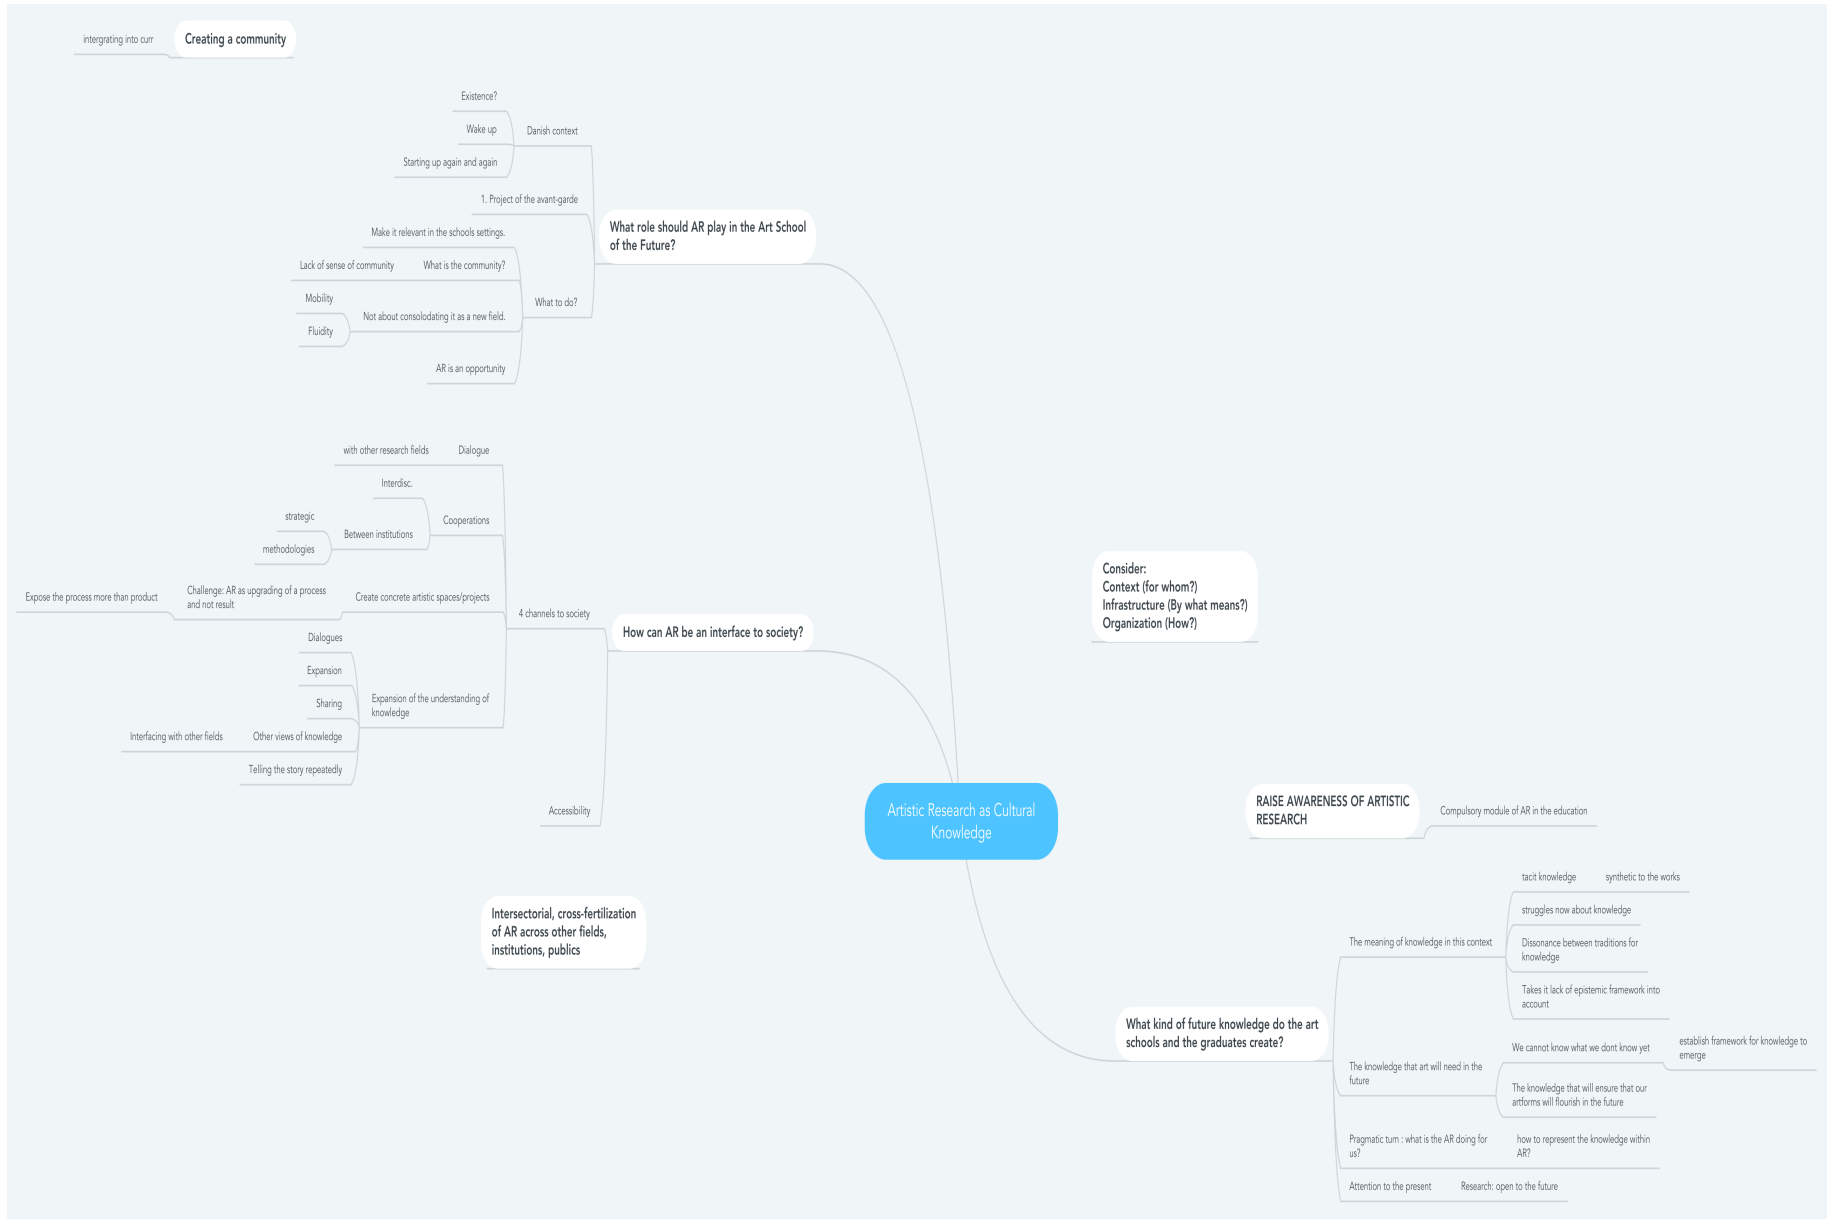 intergrating into curr
Creating a community
Existence?
Wake up
Starting up again and again
Danish context
1. Project of the avant-garde
Make it relevant in the schools settings.
Lack of sense of community
What is the community?
Mobility
Fluidity
Not about consolodating it as a new field.
AR is an opportunity
What to do?
What role should AR play in the Art School
of the Future?
with other research fields
Dialogue
Interdisc.
strategic
methodologies
Between institutions
Cooperations
Expose the process more than product
Challenge: AR as upgrading of a process
and not result
Create concrete artistic spaces/projects
Dialogues
Expansion
Sharing
Interfacing with other fields
Other views of knowledge
Telling the story repeatedly
Expansion of the understanding of
knowledge
4 channels to society
Accessibility
How can AR be an interface to society?
Intersectorial, cross-fertilization
of AR across other fields,
institutions, publics
Artistic Research as Cultural
Knowledge
Consider:
Context (for whom?)
Infrastructure (By what means?)
Organization (How?)
RAISE AWARENESS OF ARTISTIC
RESEARCH
Compulsory module of AR in the education
What kind of future knowledge do the art
schools and the graduates create?
The meaning of knowledge in this context
tacit knowledge
synthetic to the works
struggles now about knowledge
Dissonance between traditions for
knowledge
Takes it lack of epistemic framework into
account
The knowledge that art will need in the
future
We cannot know what we dont know yet
establish framework for knowledge to
emerge
The knowledge that will ensure that our
artforms will flourish in the future
Pragmatic turn : what is the AR doing for
us?
how to represent the knowledge within
AR?
Attention to the present
Research: open to the future